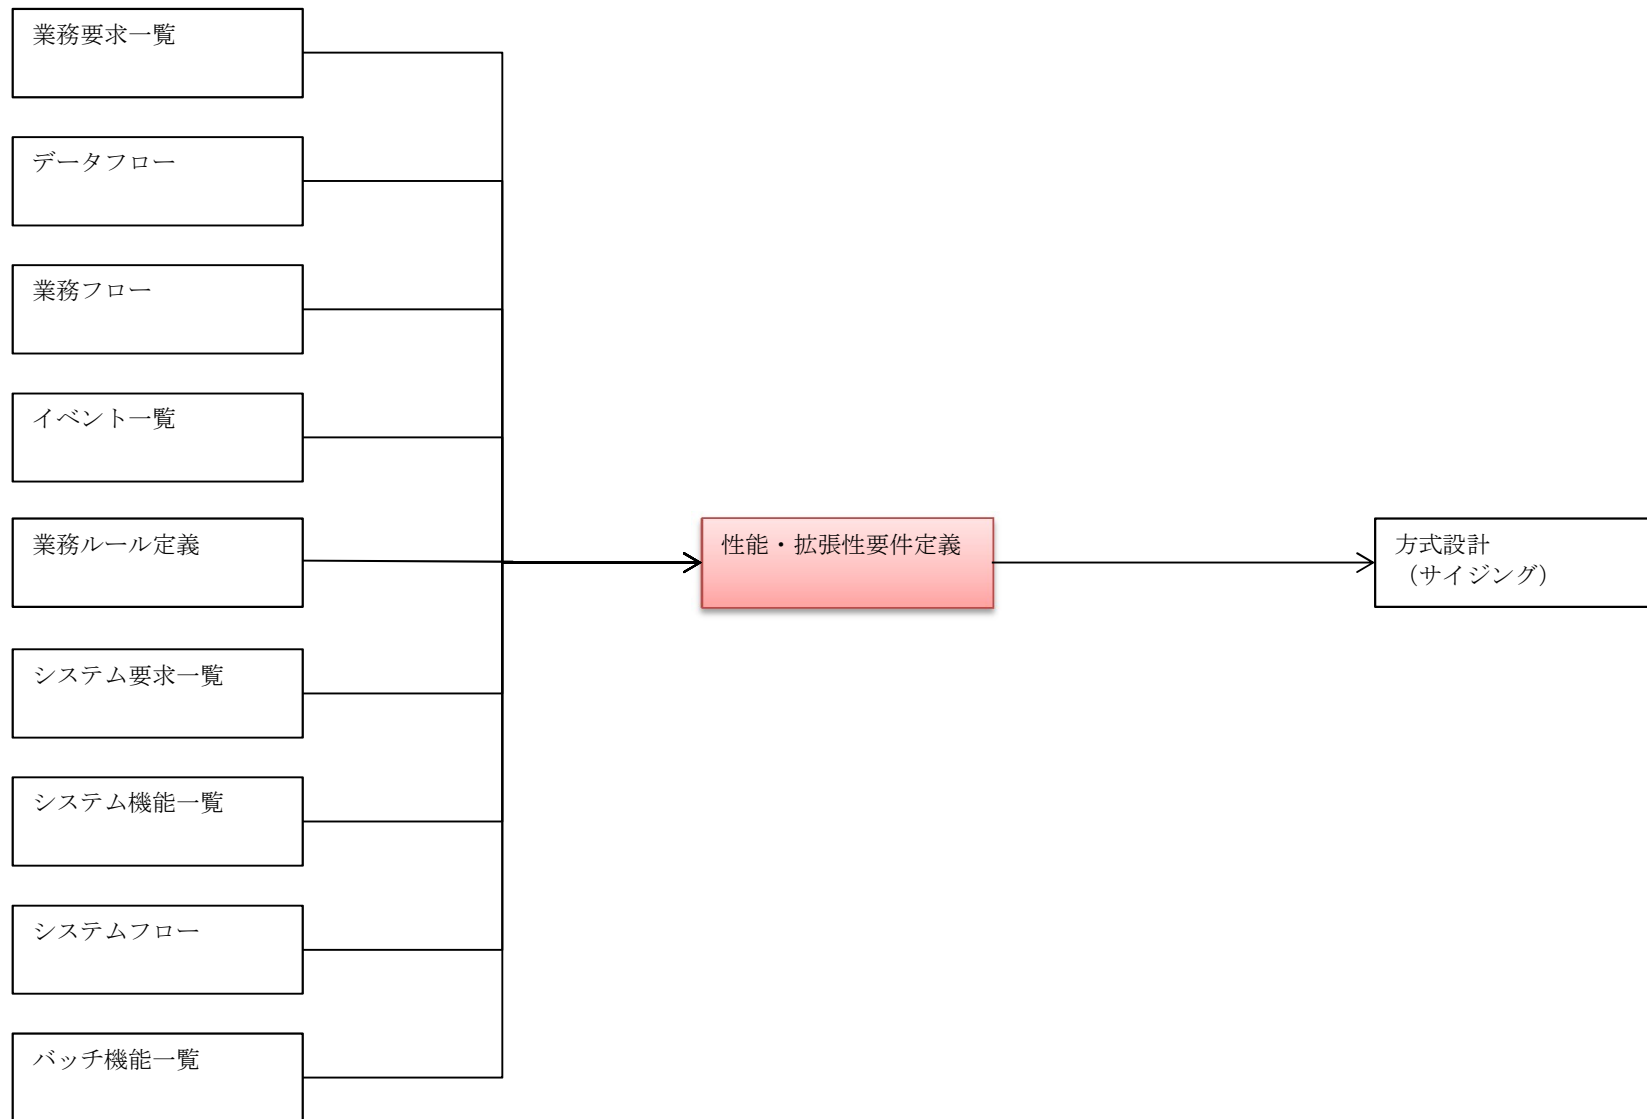 業務要求一覧
データフロー
業務フロー
イベント一覧
業務ルール定義
システム要求一覧
システム機能一覧
システムフロー
バッチ機能一覧
性能・拡張性要件定義
方式設計
（サイジング）